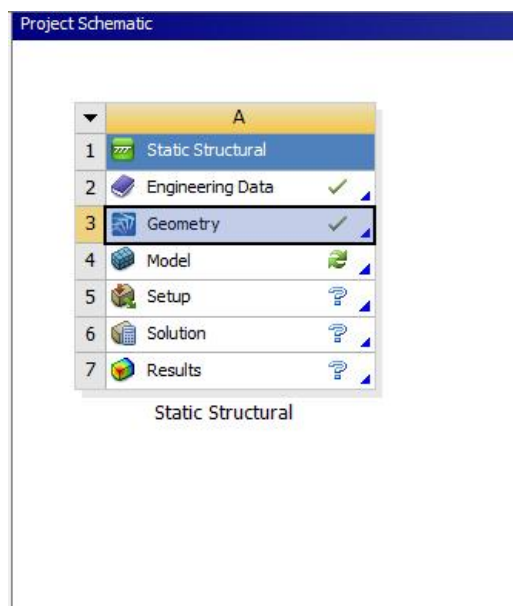 Project Schematic
A
1 Static Structural
2 Engineering Data
3 Geometry
4 Model
5 Setup
6 Solution
7 Results
Static Structural